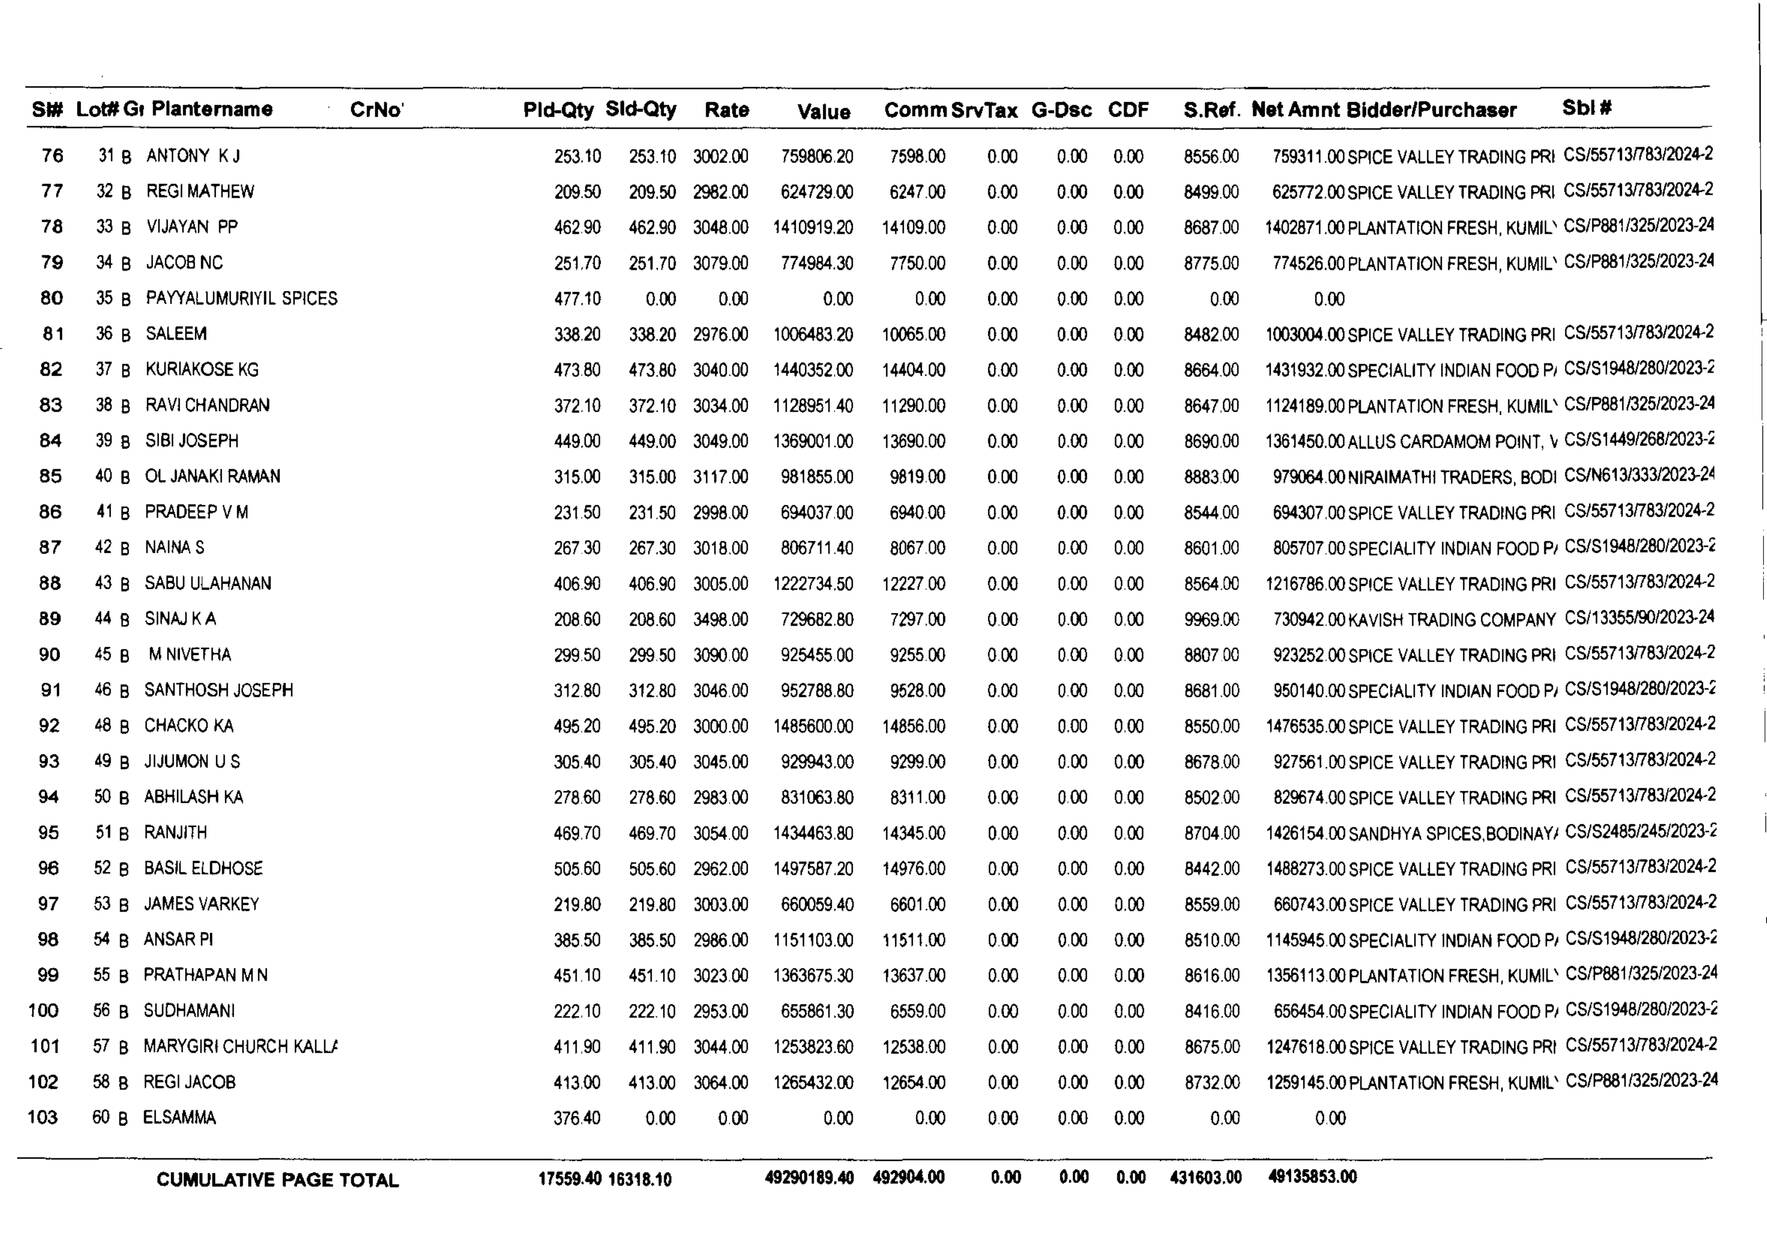 Sl# Lot# Gr Plantername CrNo' Pld-Qty Sld-Qty Rate Value Comm SrvTax G-Dsc CDF S.Ref. Net Amnt Bidder/Purchaser Sbl #
76 31 B ANTONY K J 253.10 253.10 3002.00 759806.20 7598.00 0.00 0.00 0.00 8556.00 759311.00 SPICE VALLEY TRADING PRI CS/55713/783/2024-2
77 32 B REGI MATHEW 209.50 209.50 2982.00 624729.00 6247.00 0.00 0.00 0.00 8499.00 625772.00 SPICE VALLEY TRADING PRI CS/55713/783/2024-2
78 33 B VIJAYAN PP 462.90 462.90 3048.00 1410919.20 14109.00 0.00 0.00 0.00 8687.00 1402871.00 PLANTATION FRESH, KUMILY CS/P881/325/2023-24
79 34 B JACOB NC 251.70 251.70 3079.00 774984.30 7750.00 0.00 0.00 0.00 8775.00 774526.00 PLANTATION FRESH, KUMILY CS/P881/325/2023-24
80 35 B PAYYALUMURIYIL SPICES 477.10 0.00 0.00 0.00 0.00 0.00 0.00 0.00 0.00 0.00
81 36 B SALEEM 338.20 338.20 2976.00 1006483.20 10065.00 0.00 0.00 0.00 8482.00 1003004.00 SPICE VALLEY TRADING PRI CS/55713/783/2024-2
82 37 B KURIAKOSE KG 473.80 473.80 3040.00 1440352.00 14404.00 0.00 0.00 0.00 8664.00 1431932.00 SPECIALITY INDIAN FOOD PA CS/S1948/280/2023-2
83 38 B RAVI CHANDRAN 372.10 372.10 3034.00 1128951.40 11290.00 0.00 0.00 0.00 8647.00 1124189.00 PLANTATION FRESH, KUMILY CS/P881/325/2023-24
84 39 B SIBI JOSEPH 449.00 449.00 3049.00 1369001.00 13690.00 0.00 0.00 0.00 8690.00 1361450.00 ALLUS CARDAMOM POINT, V CS/S1449/268/2023-2
85 40 B OL JANAKI RAMAN 315.00 315.00 3117.00 981855.00 9819.00 0.00 0.00 0.00 8883.00 979064.00 NIRAIMATHI TRADERS, BODI CS/N613/333/2023-24
86 41 B PRADEEP V M 231.50 231.50 2998.00 694037.00 6940.00 0.00 0.00 0.00 8544.00 694307.00 SPICE VALLEY TRADING PRI CS/55713/783/2024-2
87 42 B NAINA S 267.30 267.30 3018.00 806711.40 8067.00 0.00 0.00 0.00 8601.00 805707.00 SPECIALITY INDIAN FOOD PA CS/S1948/280/2023-2
88 43 B SABU ULAHANAN 406.90 406.90 3005.00 1222734.50 12227.00 0.00 0.00 0.00 8564.00 1216786.00 SPICE VALLEY TRADING PRI CS/55713/783/2024-2
89 44 B SINAJ K A 208.60 208.60 3498.00 729682.80 7297.00 0.00 0.00 0.00 9969.00 730942.00 KAVISH TRADING COMPANY CS/13355/90/2023-24
90 45 B M NIVETHA 299.50 299.50 3090.00 925455.00 9255.00 0.00 0.00 0.00 8807.00 923252.00 SPICE VALLEY TRADING PRI CS/55713/783/2024-2
91 46 B SANTHOSH JOSEPH 312.80 312.80 3046.00 952788.80 9528.00 0.00 0.00 0.00 8681.00 950140.00 SPECIALITY INDIAN FOOD PA CS/S1948/280/2023-2
92 48 B CHACKO KA 495.20 495.20 3000.00 1485600.00 14856.00 0.00 0.00 0.00 8550.00 1476535.00 SPICE VALLEY TRADING PRI CS/55713/783/2024-2
93 49 B JIJUMON U S 305.40 305.40 3045.00 929943.00 9299.00 0.00 0.00 0.00 8678.00 927561.00 SPICE VALLEY TRADING PRI CS/55713/783/2024-2
94 50 B ABHILASH KA 278.60 278.60 2983.00 831063.80 8311.00 0.00 0.00 0.00 8502.00 829674.00 SPICE VALLEY TRADING PRI CS/55713/783/2024-2
95 51 B RANJITH 469.70 469.70 3054.00 1434463.80 14345.00 0.00 0.00 0.00 8704.00 1426154.00 SANDHYA SPICES,BODINAYA CS/S2485/245/2023-2
96 52 B BASIL ELDHOSE 505.60 505.60 2962.00 1497587.20 14976.00 0.00 0.00 0.00 8442.00 1488273.00 SPICE VALLEY TRADING PRI CS/55713/783/2024-2
97 53 B JAMES VARKEY 219.80 219.80 3003.00 660059.40 6601.00 0.00 0.00 0.00 8559.00 660743.00 SPICE VALLEY TRADING PRI CS/55713/783/2024-2
98 54 B ANSAR PI 385.50 385.50 2986.00 1151103.00 11511.00 0.00 0.00 0.00 8510.00 1145945.00 SPECIALITY INDIAN FOOD PA CS/S1948/280/2023-2
99 55 B PRATHAPAN M N 451.10 451.10 3023.00 1363675.30 13637.00 0.00 0.00 0.00 8616.00 1356113.00 PLANTATION FRESH, KUMILY CS/P881/325/2023-24
100 56 B SUDHAMANI 222.10 222.10 2953.00 655861.30 6559.00 0.00 0.00 0.00 8416.00 656454.00 SPECIALITY INDIAN FOOD PA CS/S1948/280/2023-2
101 57 B MARYGIRI CHURCH KALLA 411.90 411.90 3044.00 1253823.60 12538.00 0.00 0.00 0.00 8675.00 1247618.00 SPICE VALLEY TRADING PRI CS/55713/783/2024-2
102 58 B REGI JACOB 413.00 413.00 3064.00 1265432.00 12654.00 0.00 0.00 0.00 8732.00 1259145.00 PLANTATION FRESH, KUMILY CS/P881/325/2023-24
103 60 B ELSAMMA 376.40 0.00 0.00 0.00 0.00 0.00 0.00 0.00 0.00 0.00
CUMULATIVE PAGE TOTAL 17559.40 16318.10 49290189.40 492904.00 0.00 0.00 0.00 431603.00 49135853.00